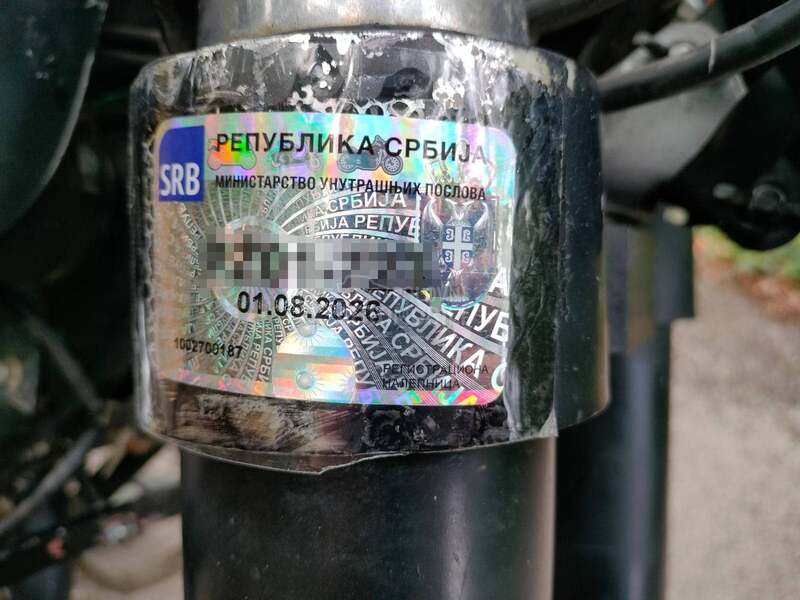 РЕПУБЛИКА СРБИЈА
SRB
МИНИСТАРСТВО УНУТРАШЊИХ ПОСЛОВА
01.08.2026
1002700187
РЕГИСТРАЦИОНА
НАЛЕПНИЦА